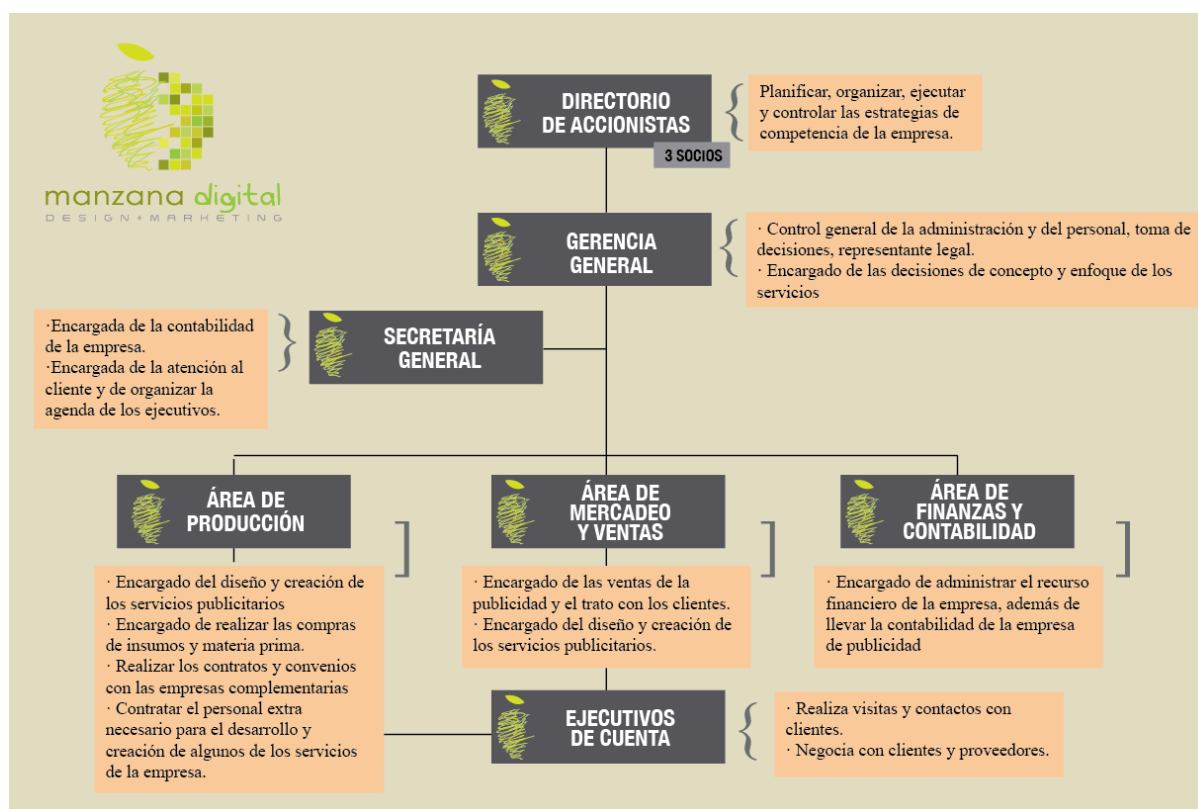 manzana digital
DESIGN+MARKETING
DIRECTORIO
DE ACCIONISTAS
3 SOCIOS
Planificar, organizar, ejecutar
y controlar las estrategias de
competencia de la empresa.
GERENCIA
GENERAL
· Control general de la administración y del personal, toma de
decisiones, representante legal.
· Encargado de las decisiones de concepto y enfoque de los
servicios
·Encargada de la contabilidad
de la empresa.
·Encargada de la atención al
cliente y de organizar la
agenda de los ejecutivos.
SECRETARÍA
GENERAL
ÁREA DE
PRODUCCIÓN
· Encargado del diseño y creación de
los servicios publicitarios
· Encargado de realizar las compras
de insumos y materia prima.
· Realizar los contratos y convenios
con las empresas complementarias
· Contratar el personal extra
necesario para el desarrollo y
creación de algunos de los servicios
de la empresa.
ÁREA DE
MERCADEO
Y VENTAS
· Encargado de las ventas de la
publicidad y el trato con los clientes.
· Encargado del diseño y creación de
los servicios publicitarios.
ÁREA DE
FINANZAS Y
CONTABILIDAD
· Encargado de administrar el recurso
financiero de la empresa, además de
llevar la contabilidad de la empresa
de publicidad
EJECUTIVOS
DE CUENTA
· Realiza visitas y contactos con
clientes.
· Negocia con clientes y proveedores.